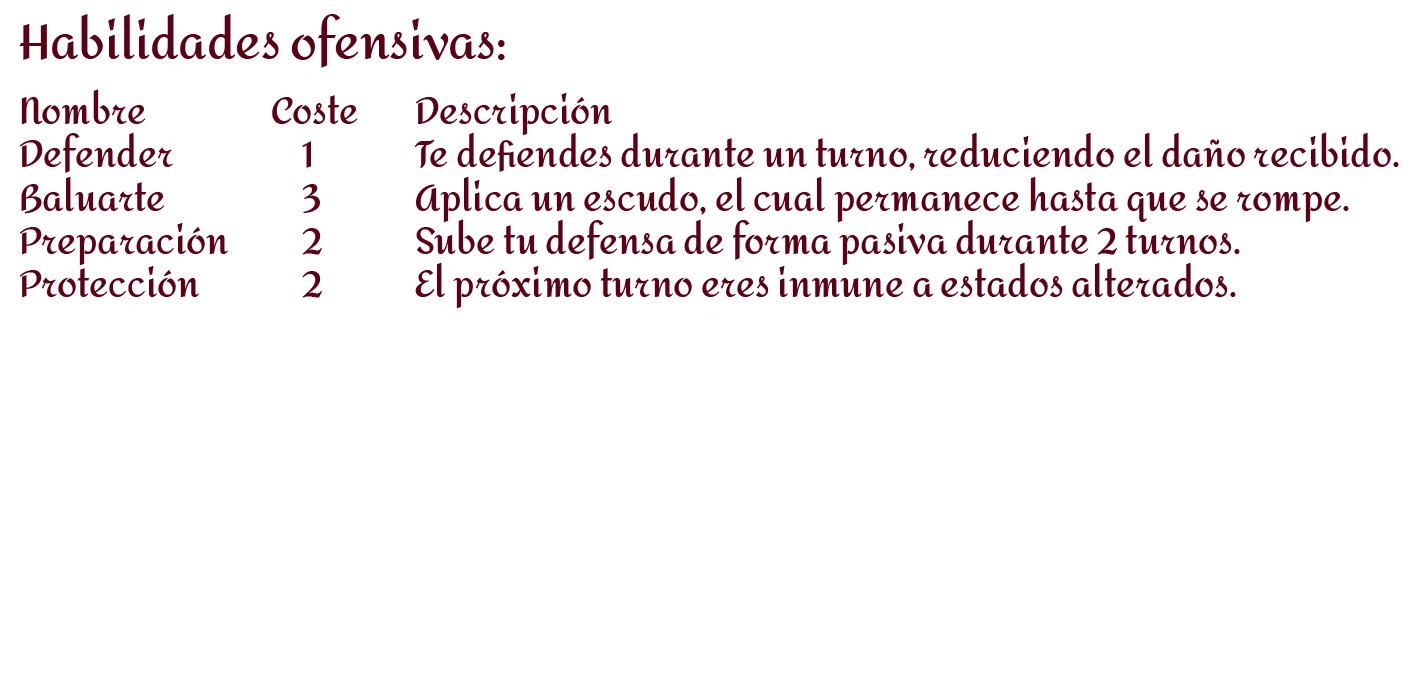 Habilidades ofensivas:
Nombre Coste Descripción
Defender 1 Te defiendes durante un turno, reduciendo el daño recibido.
Baluarte 3 Aplica un escudo, el cual permanece hasta que se rompe.
Preparación 2 Sube tu defensa de forma pasiva durante 2 turnos.
Protección 2 El próximo turno eres inmune a estados alterados.